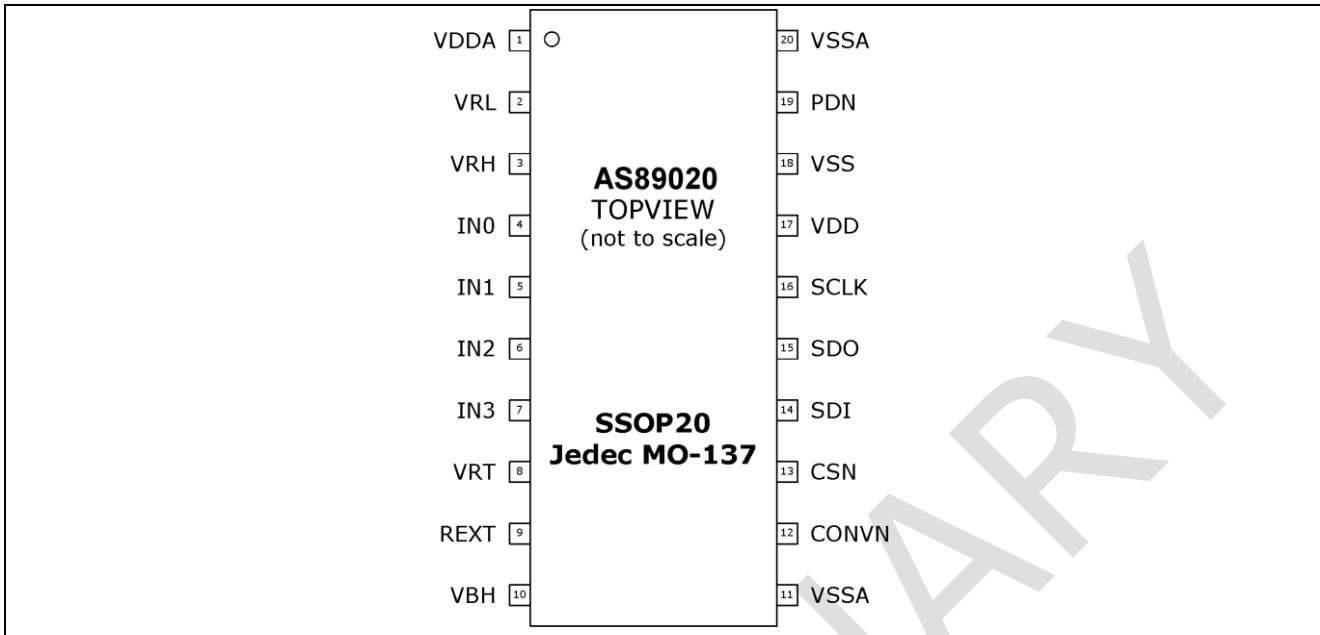 VDDA 1 20 VSSA
VRL 2 19 PDN
VRH 3 18 VSS
AS89020
TOPVIEW
(not to scale)
IN0 4 17 VDD
IN1 5 16 SCLK
IN2 6 15 SDO
IN3 7 14 SDI
SSOP20
Jedec MO-137
VRT 8 13 CSN
REXT 9 12 CONVN
VBH 10 11 VSSA